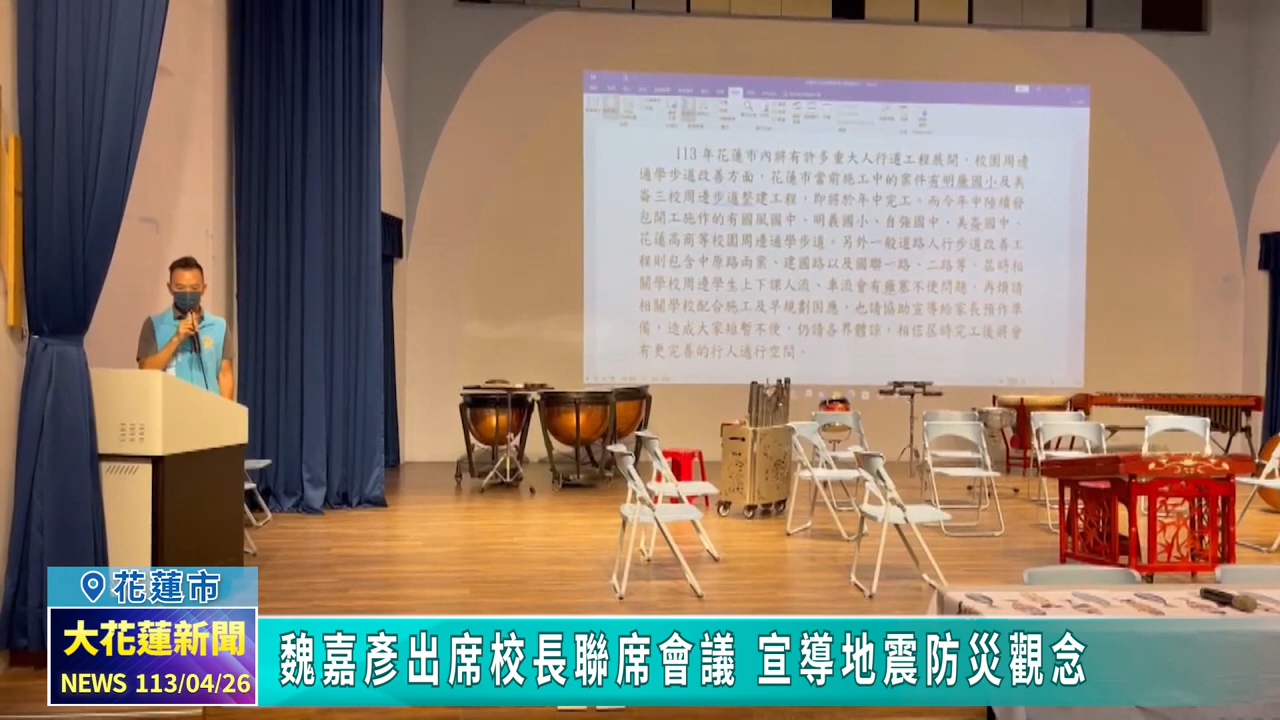 113 年花蓮市內將有許多重大人行道工程展開，校園周邊
通學步道改善方面，花蓮市當前施工中的案件有明廉國小及美
崙三校周邊步道整建工程，即將於年中完工。而今年中陸續發
包開工施作的有國風國中、明義國小、自強國中、美崙國中、
花蓮高商等校園周邊通學步道。另外一般道路人行步道改善工
程則包含中原路兩案、建國路以及國聯一路、二路等，屆時相
關學校周邊學生上下課人流、車流會有壅塞不便問題，再煩請
相關學校配合施工及早規劃因應，也請協助宣導給家長預作準
備，造成大家短暫不便，仍請各界體諒，相信屆時完工後將會
有更完善的行人通行空間。
花蓮市
大花蓮新聞
NEWS 113/04/26
魏嘉彥出席校長聯席會議 宣導地震防災觀念